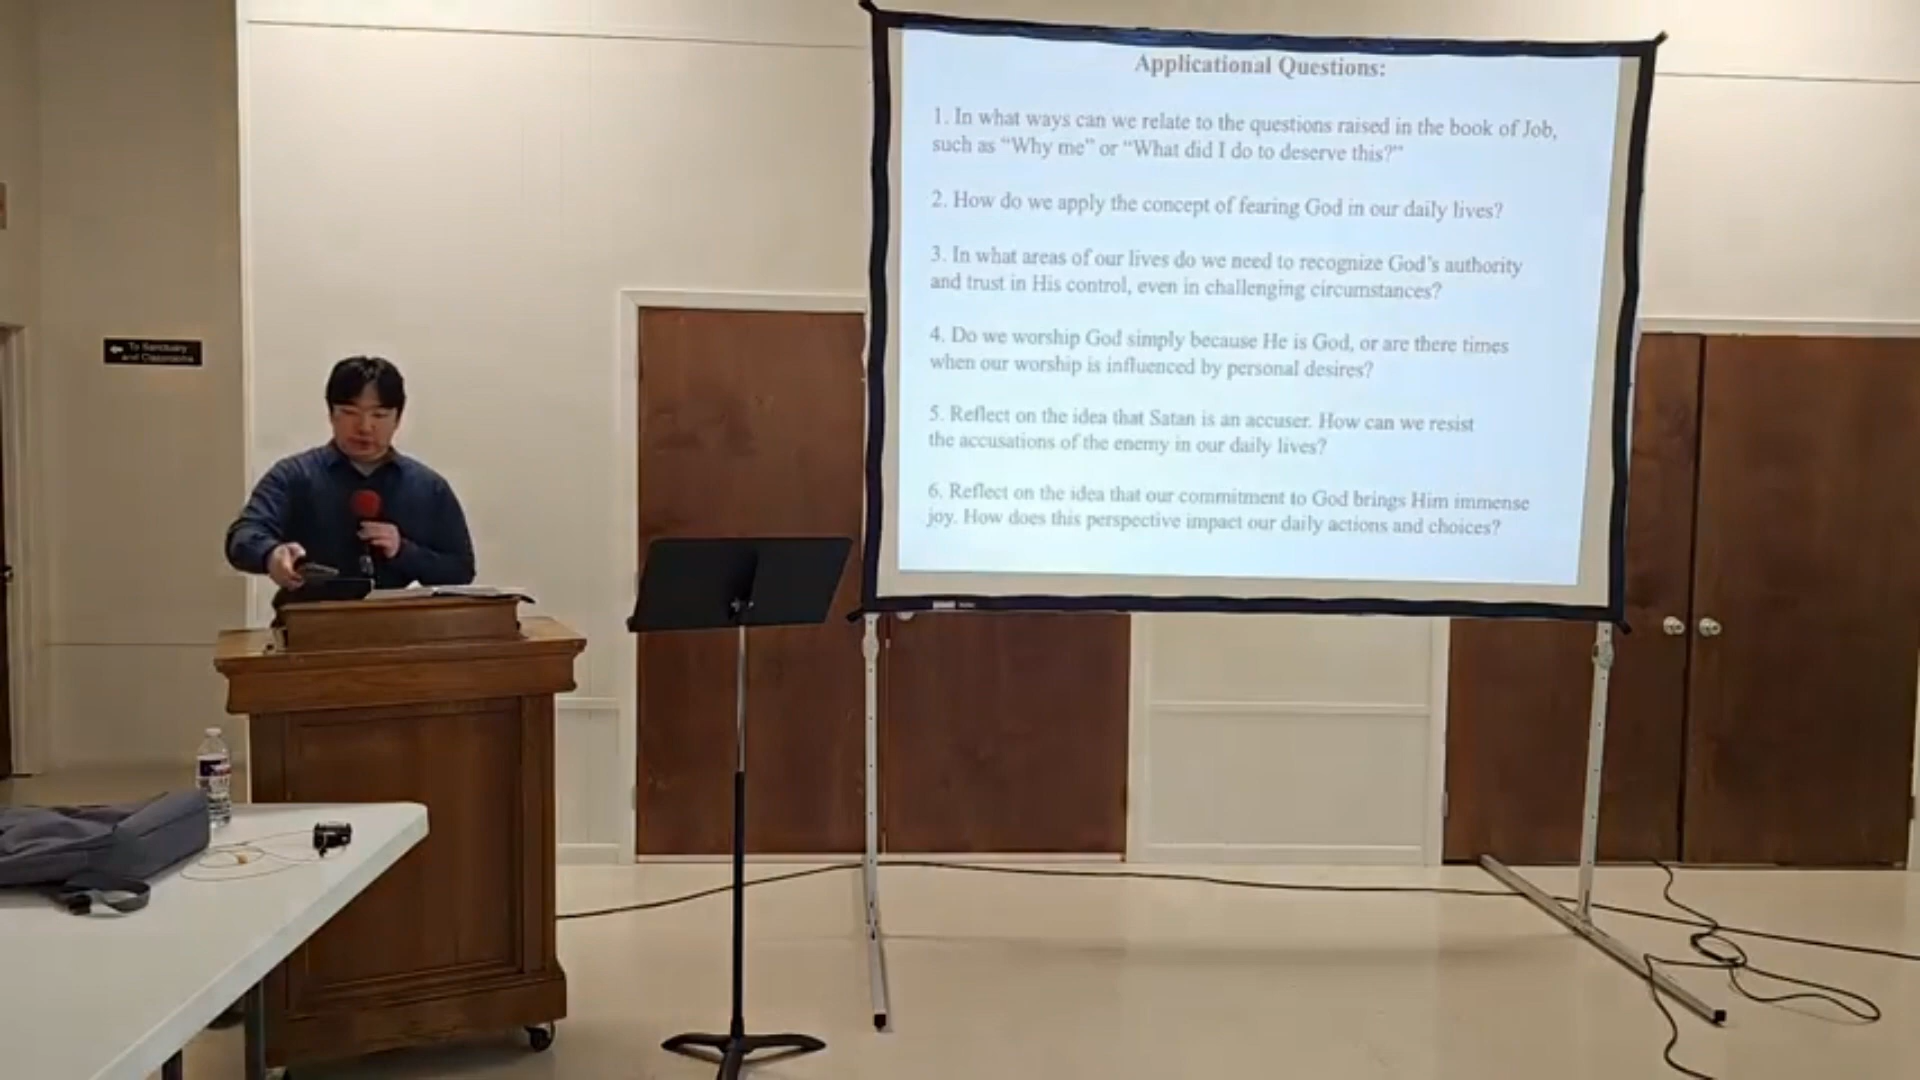 Applicational Questions:
1. In what ways can we relate to the questions raised in the book of Job,
such as “Why me” or “What did I do to deserve this?”
2. How do we apply the concept of fearing God in our daily lives?
3. In what areas of our lives do we need to recognize God’s authority
and trust in His control, even in challenging circumstances?
4. Do we worship God simply because He is God, or are there times
when our worship is influenced by personal desires?
5. Reflect on the idea that Satan is an accuser. How can we resist
the accusations of the enemy in our daily lives?
6. Reflect on the idea that our commitment to God brings Him immense
joy. How does this perspective impact our daily actions and choices?
To Sanctuary
and Classrooms